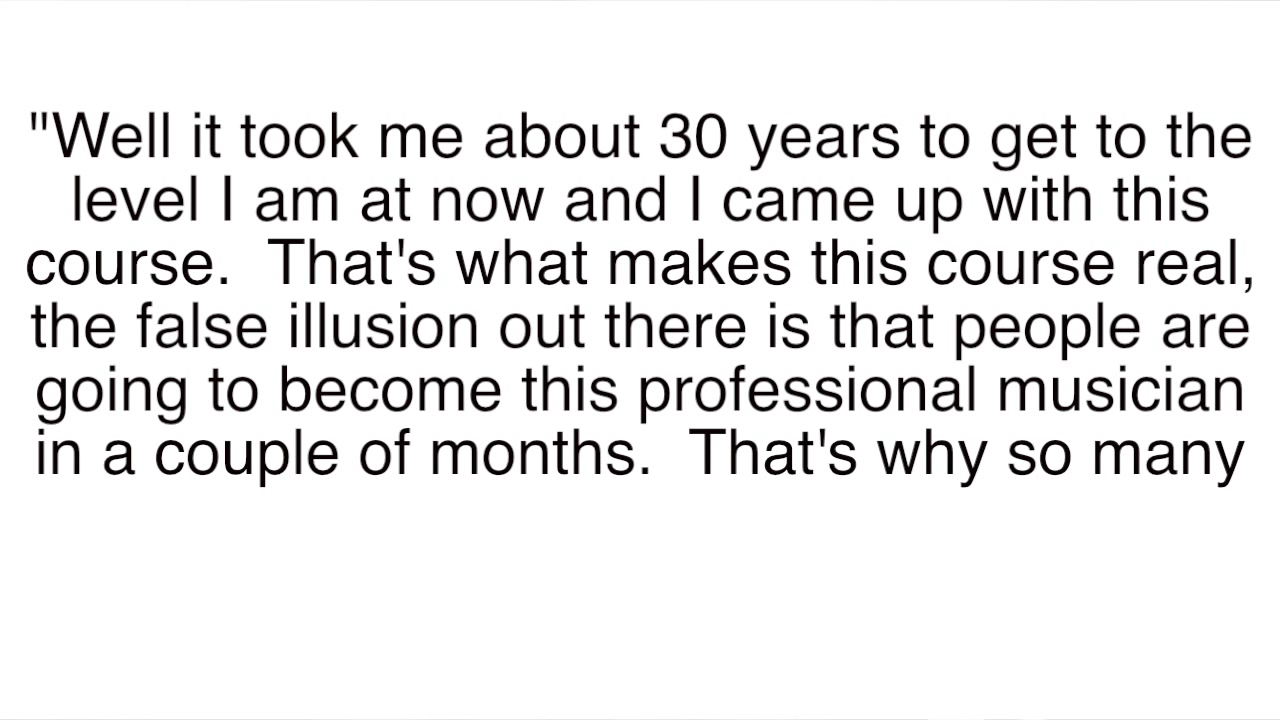 "Well it took me about 30 years to get to the
level I am at now and I came up with this
course.  That's what makes this course real,
the false illusion out there is that people are
going to become this professional musician
in a couple of months.  That's why so many